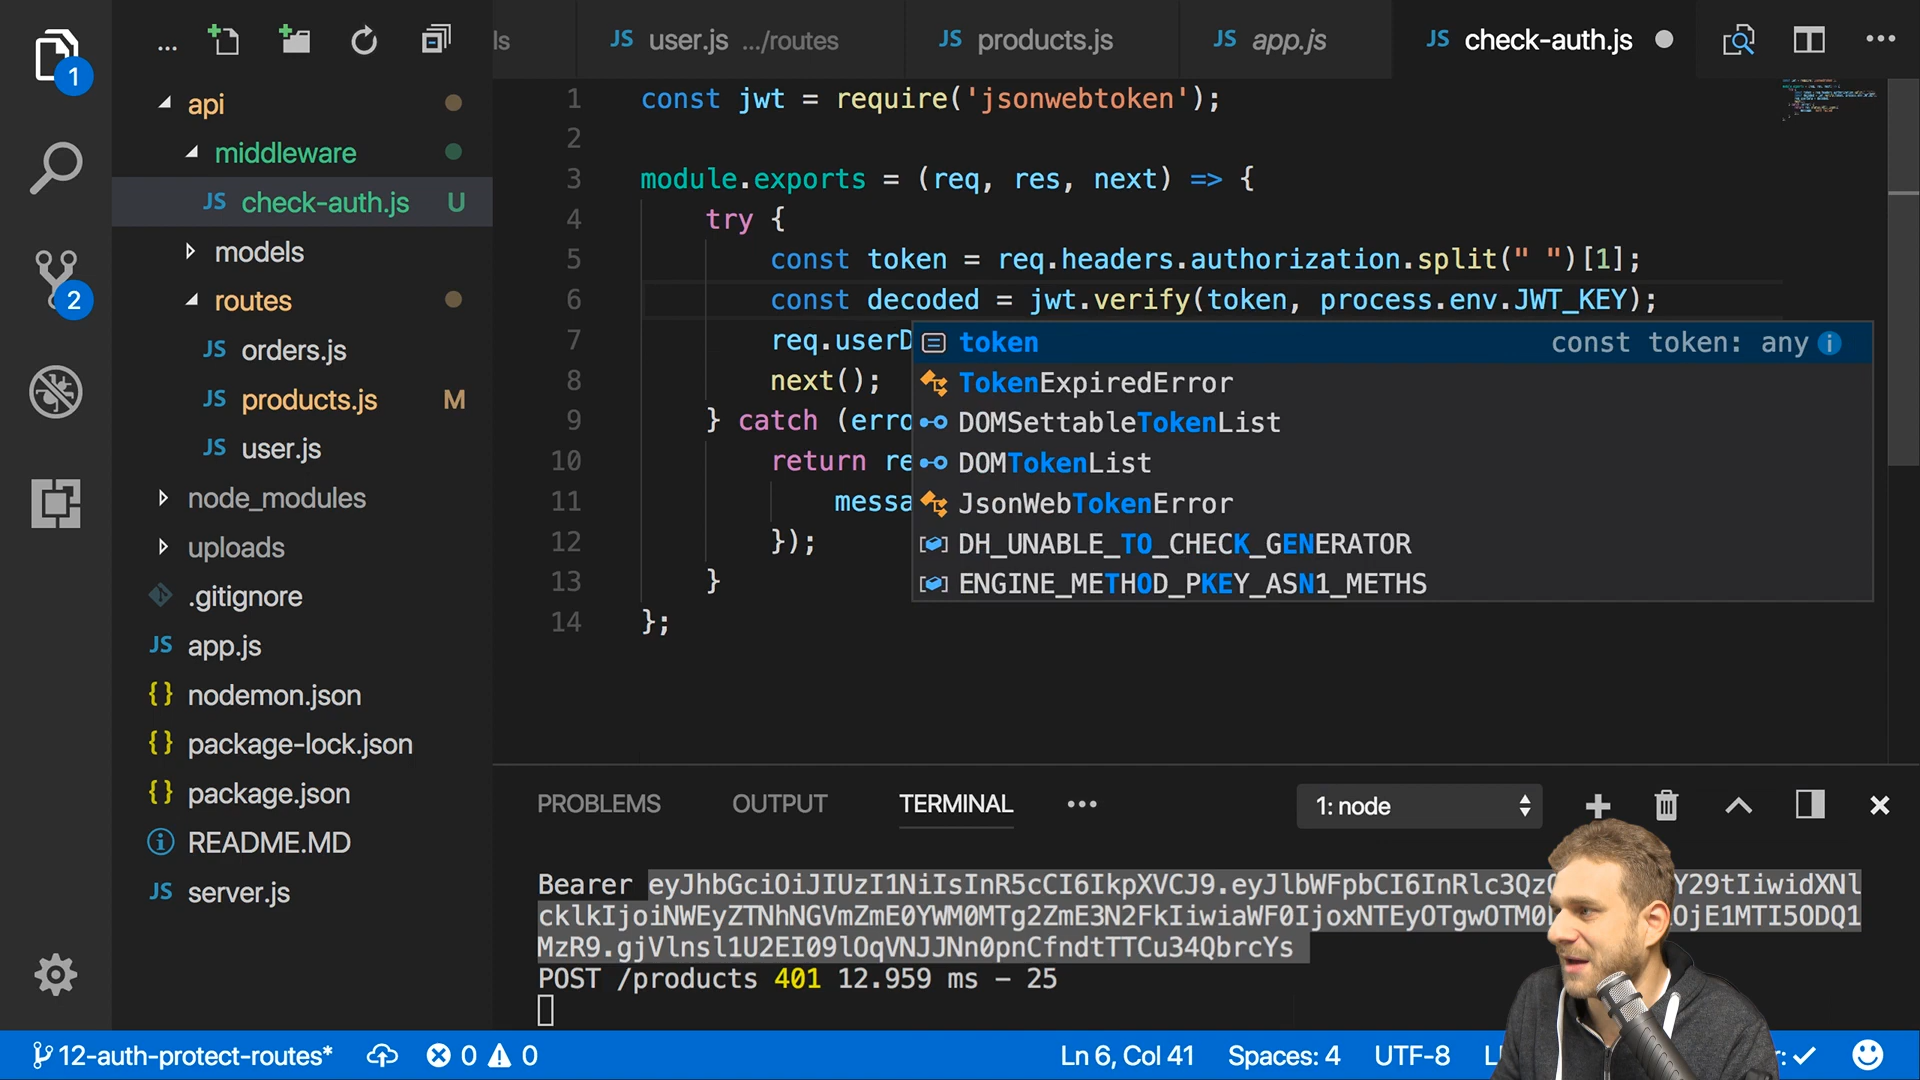 1
2
...
api
middleware
JS check-auth.js U
models
routes
JS orders.js
JS products.js M
JS user.js
node_modules
uploads
.gitignore
JS app.js
{} nodemon.json
{} package-lock.json
{} package.json
README.MD
JS server.js
ls
JS user.js .../routes
JS products.js
JS app.js
JS check-auth.js
1 const jwt = require('jsonwebtoken');
2
3 module.exports = (req, res, next) => {
4 try {
5 const token = req.headers.authorization.split(" ")[1];
6 const decoded = jwt.verify(token, process.env.JWT_KEY);
7 req.userD
8 next();
9 } catch (erro
10 return re
11 messa
12 });
13 }
14 };
token const token: any
TokenExpiredError
DOMSettableTokenList
DOMTokenList
JsonWebTokenError
DH_UNABLE_TO_CHECK_GENERATOR
ENGINE_METHOD_PKEY_ASN1_METHS
PROBLEMS OUTPUT TERMINAL ... 1: node
Bearer eyJhbGciOiJIUzI1NiIsInR5cCI6IkpXVCJ9.eyJlbWFpbCI6InRlc3Qz Y29tIiwidXNl
cklkIjoiNWEyZTNhNGVmZmE0YWM0MTg2ZmE3N2FkIiwiaWF0IjoxNTEyOTgwOTM0 OjE1MTI5ODQ1
MzR9.gjVlnsl1U2EI09lOqVNJJNn0pnCfndtTTCu34QbrcYs
POST /products 401 12.959 ms - 25
12-auth-protect-routes* 0 0 Ln 6, Col 41 Spaces: 4 UTF-8